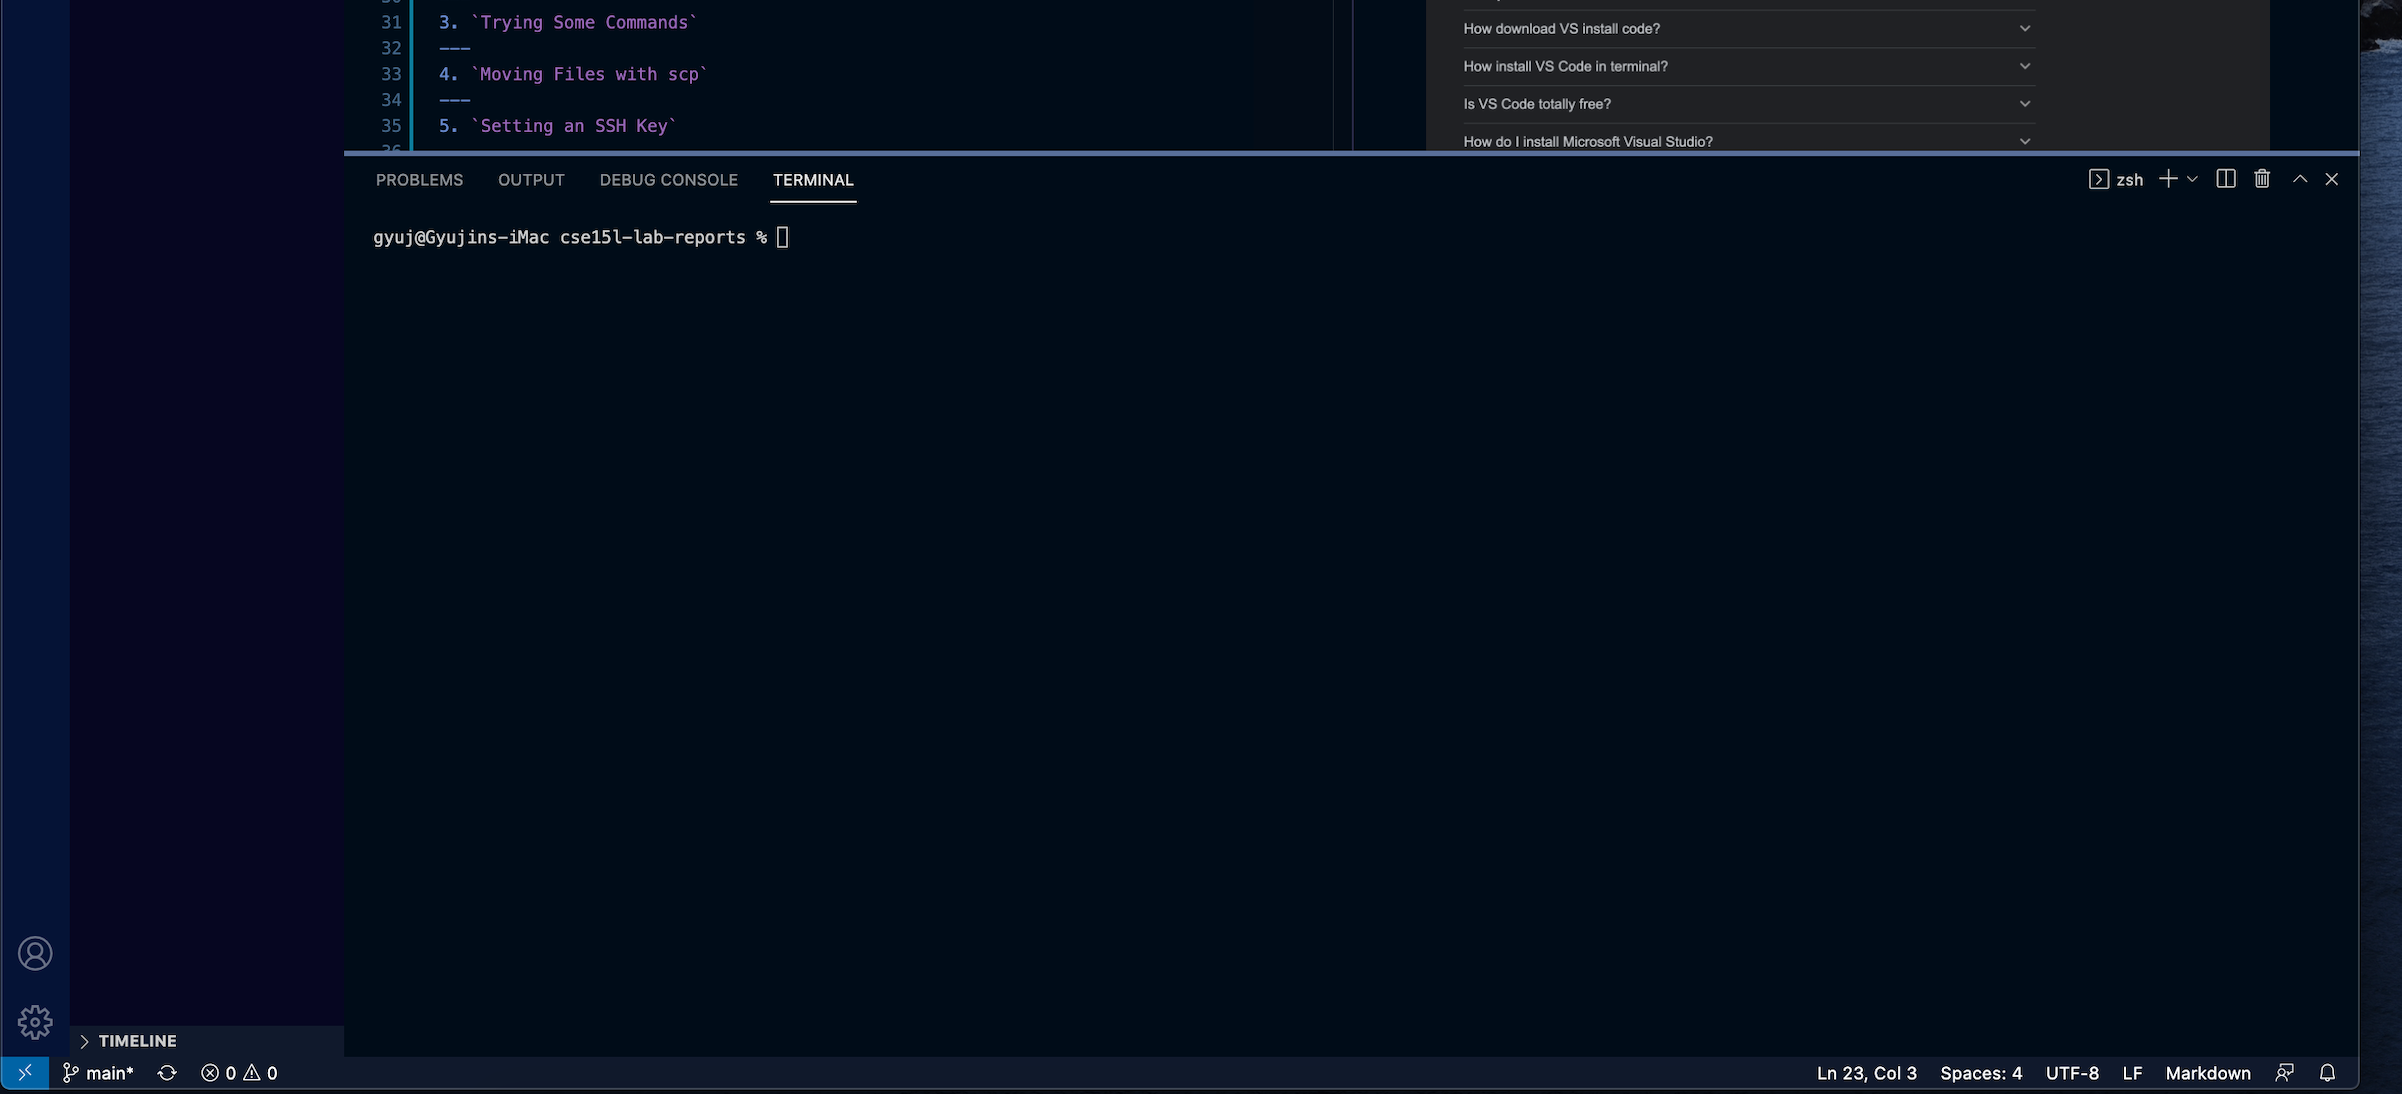 31 3. `Trying Some Commands`
32 ---
33 4. `Moving Files with scp`
34 ---
35 5. `Setting an SSH Key`
How download VS install code?
How install VS Code in terminal?
Is VS Code totally free?
How do I install Microsoft Visual Studio?
PROBLEMS OUTPUT DEBUG CONSOLE TERMINAL zsh
gyuj@Gyujins-iMac cse15l-lab-reports %
TIMELINE
main* 0 0 Ln 23, Col 3 Spaces: 4 UTF-8 LF Markdown